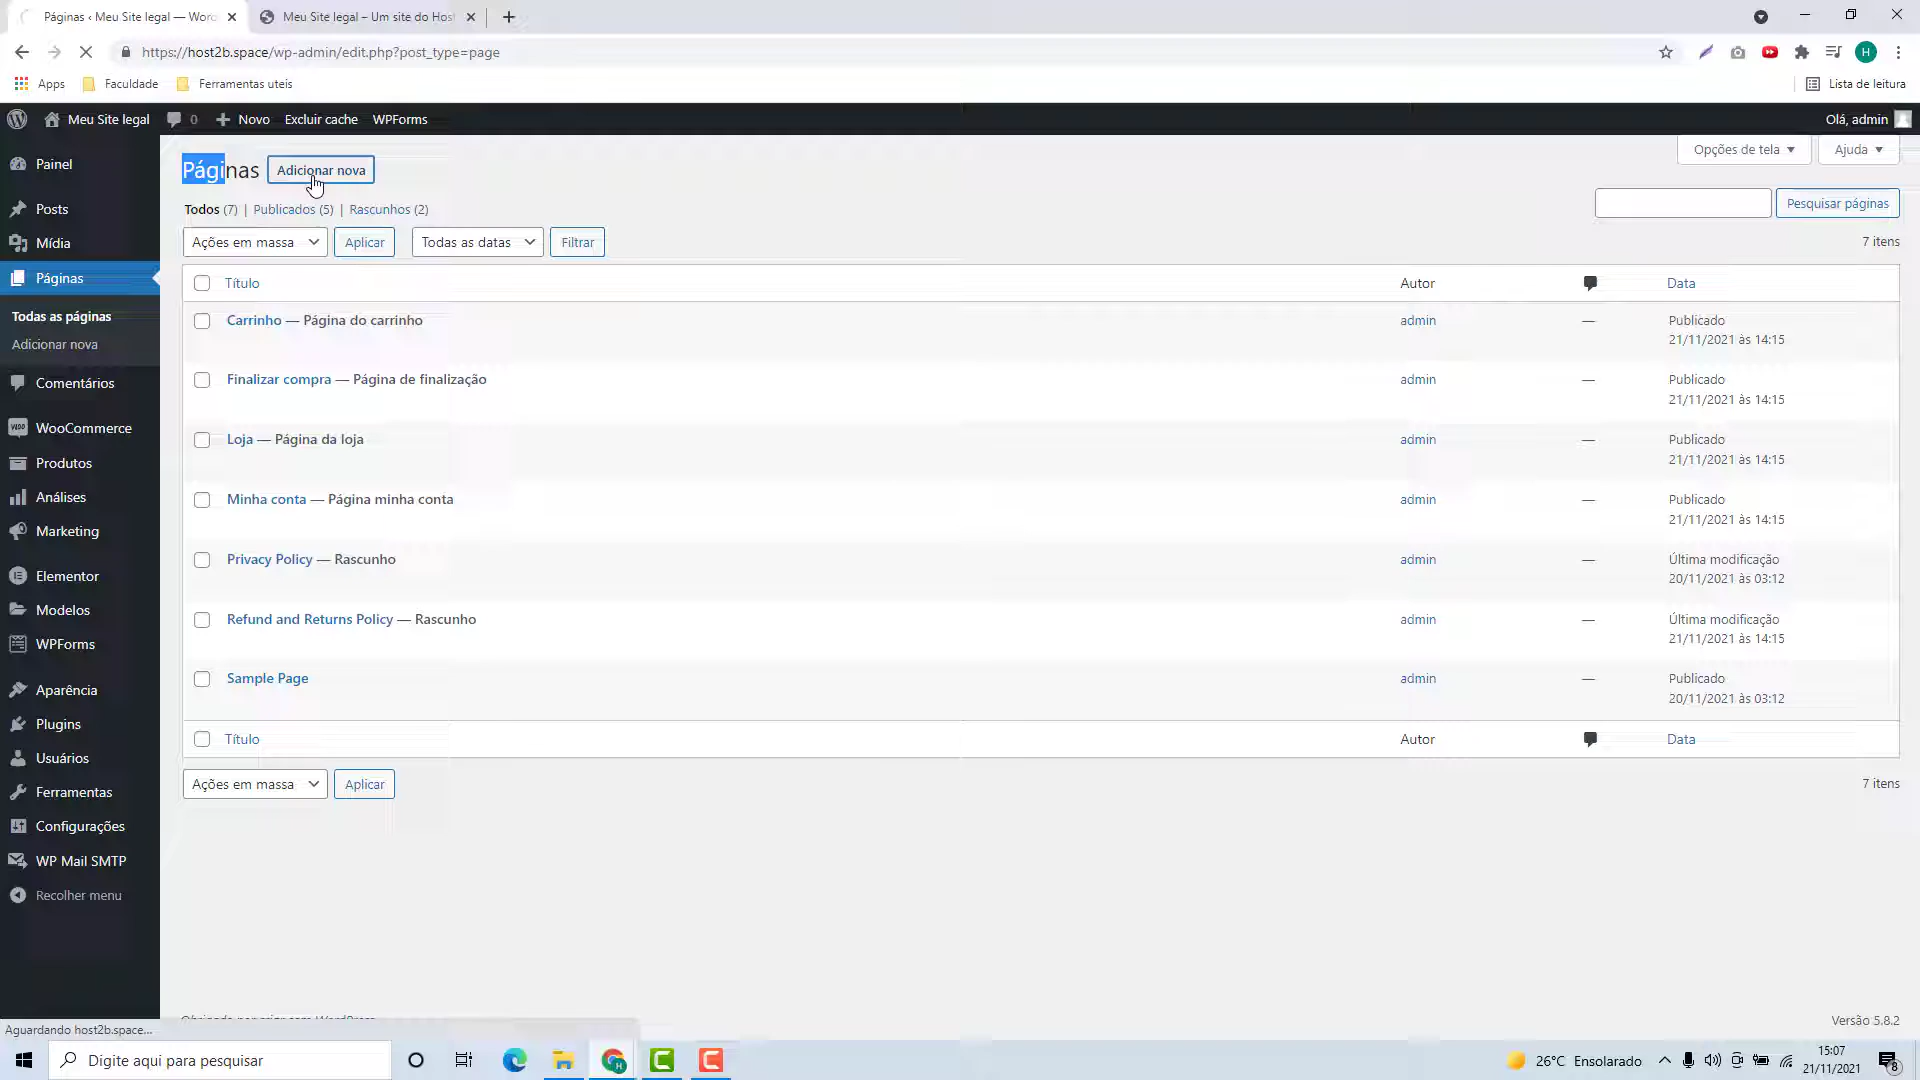 Páginas ‹ Meu Site legal — Wor
Meu Site legal – Um site do Host
https://host2b.space/wp-admin/edit.php?post_type=page
H
Apps
Faculdade
Ferramentas uteis
Lista de leitura
Meu Site legal
0
Novo
Excluir cache
WPForms
Olá, admin
Painel
Posts
Mídia
Páginas
Todas as páginas
Adicionar nova
Comentários
WooCommerce
Produtos
Análises
Marketing
Elementor
Modelos
WPForms
Aparência
Plugins
Usuários
Ferramentas
Configurações
WP Mail SMTP
Recolher menu
Páginas
Adicionar nova
Opções de tela
Ajuda
Todos (7) | Publicados (5) | Rascunhos (2)
Pesquisar páginas
Ações em massa
Aplicar
Todas as datas
Filtrar
7 itens
Título
Autor
Data
Carrinho — Página do carrinho
admin
—
Publicado
21/11/2021 às 14:15
Finalizar compra — Página de finalização
admin
—
Publicado
21/11/2021 às 14:15
Loja — Página da loja
admin
—
Publicado
21/11/2021 às 14:15
Minha conta — Página minha conta
admin
—
Publicado
21/11/2021 às 14:15
Privacy Policy — Rascunho
admin
—
Última modificação
20/11/2021 às 03:12
Refund and Returns Policy — Rascunho
admin
—
Última modificação
21/11/2021 às 14:15
Sample Page
admin
—
Publicado
20/11/2021 às 03:12
Título
Autor
Data
Ações em massa
Aplicar
7 itens
Obrigado por criar com WordPress
Versão 5.8.2
Aguardando host2b.space...
Digite aqui para pesquisar
26°C Ensolarado
15:07
21/11/2021
8